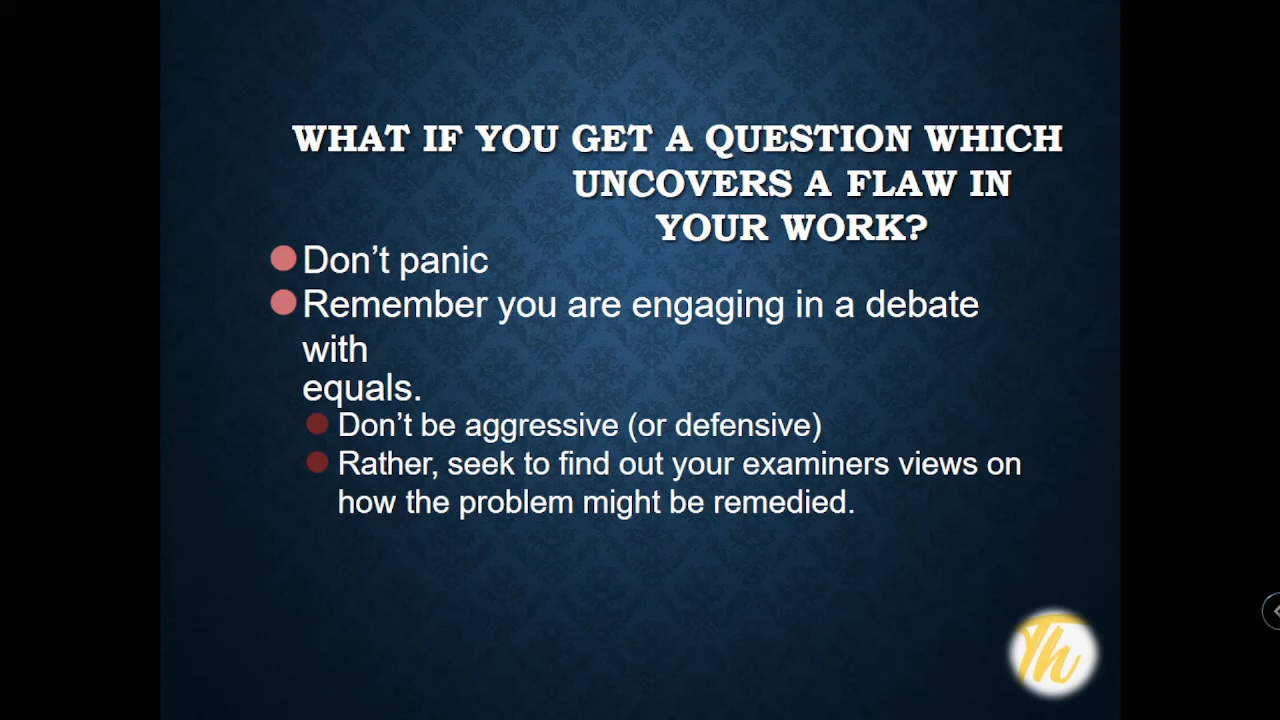 WHAT IF YOU GET A QUESTION WHICH
UNCOVERS A FLAW IN
YOUR WORK?
Don’t panic
Remember you are engaging in a debate
with
equals.
Don’t be aggressive (or defensive)
Rather, seek to find out your examiners views on
how the problem might be remedied.
Th